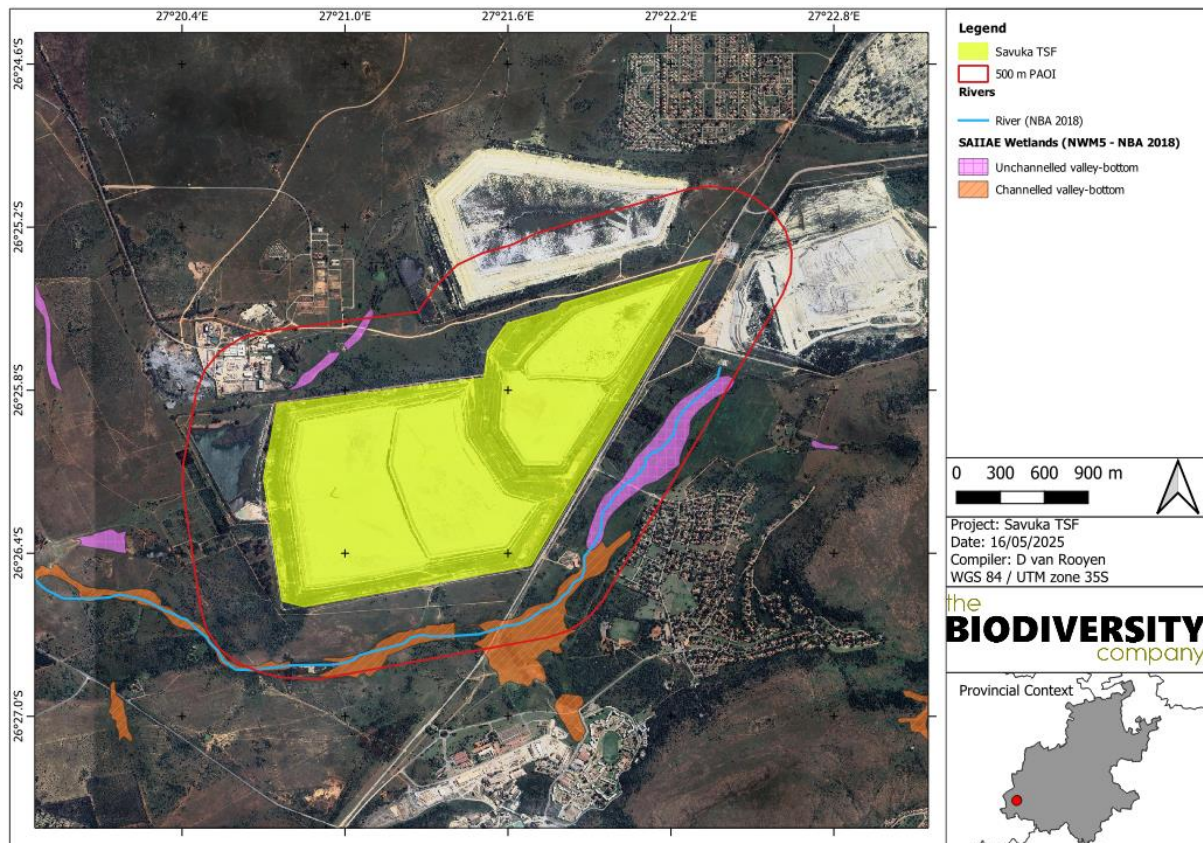 27°20.4'E
27°21.0'E
27°21.6'E
27°22.2'E
27°22.8'E
26°24.6'S
26°25.2'S
26°25.8'S
26°26.4'S
26°27.0'S
Legend
Savuka TSF
500 m PAOI
Rivers
River (NBA 2018)
SAIIAE Wetlands (NWM5 - NBA 2018)
Unchannelled valley-bottom
Channelled valley-bottom
0 300 600 900 m
Project: Savuka TSF
Date: 16/05/2025
Compiler: D van Rooyen
WGS 84 / UTM zone 35S
the
BIODIVERSITY
company
Provincial Context